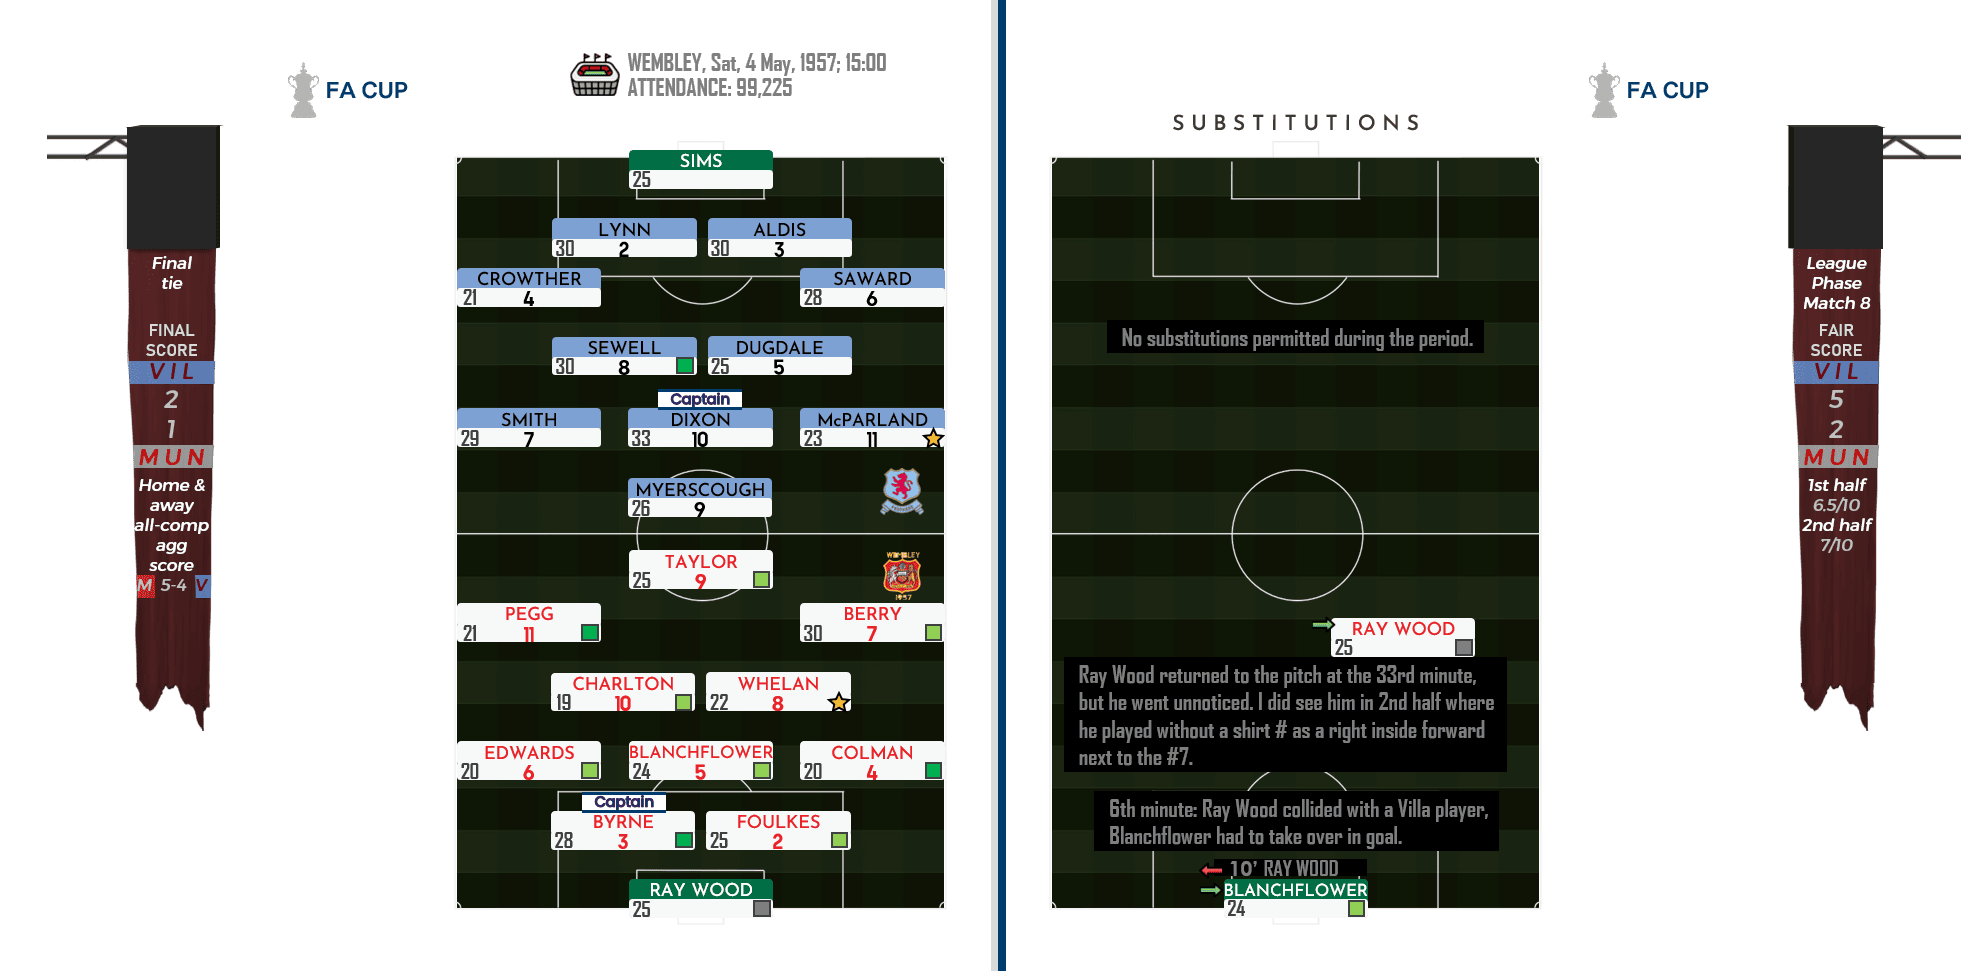 WEMBLEY, Sat, 4 May, 1957; 15:00
ATTENDANCE: 99,225
FA CUP
Final
tie
FINAL
SCORE
VIL
2
1
MUN
Home &
away
all-comp
agg
score
M 5-4 V
SIMS
25
LYNN
30 2
ALDIS
30 3
CROWTHER
21 4
SAWARD
28 6
SEWELL
30 8
DUGDALE
25 5
SMITH
29 7
Captain
DIXON
33 10
McPARLAND
23 11
MYERSCOUGH
26 9
TAYLOR
25 9
WEMBLEY
1957
PEGG
21 11
BERRY
30 7
CHARLTON
19 10
WHELAN
22 8
EDWARDS
20 6
BLANCHFLOWER
24 5
COLMAN
20 4
Captain
BYRNE
28 3
FOULKES
25 2
RAY WOOD
25
FA CUP
SUBSTITUTIONS
No substitutions permitted during the period.
RAY WOOD
25
Ray Wood returned to the pitch at the 33rd minute,
but he went unnoticed. I did see him in 2nd half where
he played without a shirt # as a right inside forward
next to the #7.
6th minute: Ray Wood collided with a Villa player,
Blanchflower had to take over in goal.
10' RAY WOOD
BLANCHFLOWER
24
League
Phase
Match 8
FAIR
SCORE
VIL
5
2
MUN
1st half
6.5/10
2nd half
7/10